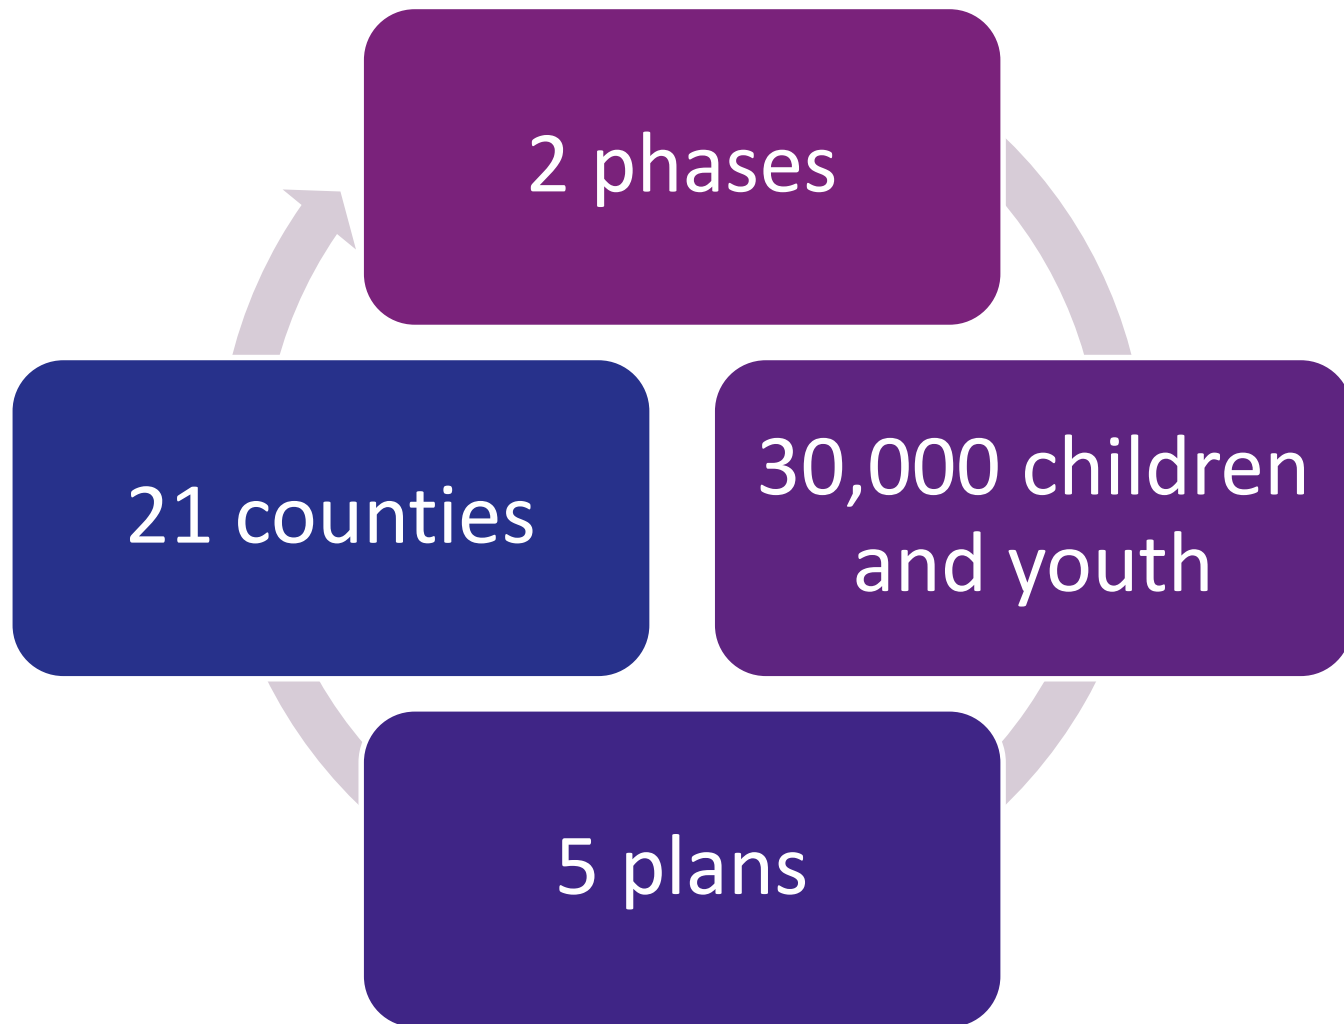 2 phases
30,000 children
and youth
5 plans
21 counties